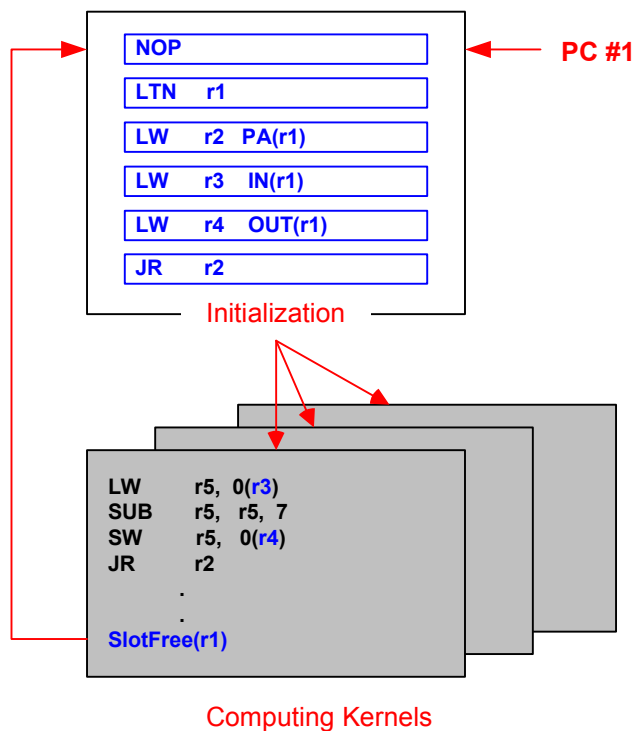 NOP
PC #1
LTN r1
LW r2 PA(r1)
LW r3 IN(r1)
LW r4 OUT(r1)
JR r2
Initialization
LW r5, 0(r3)
SUB r5, r5, 7
SW r5, 0(r4)
JR r2
.
.
SlotFree(r1)
Computing Kernels